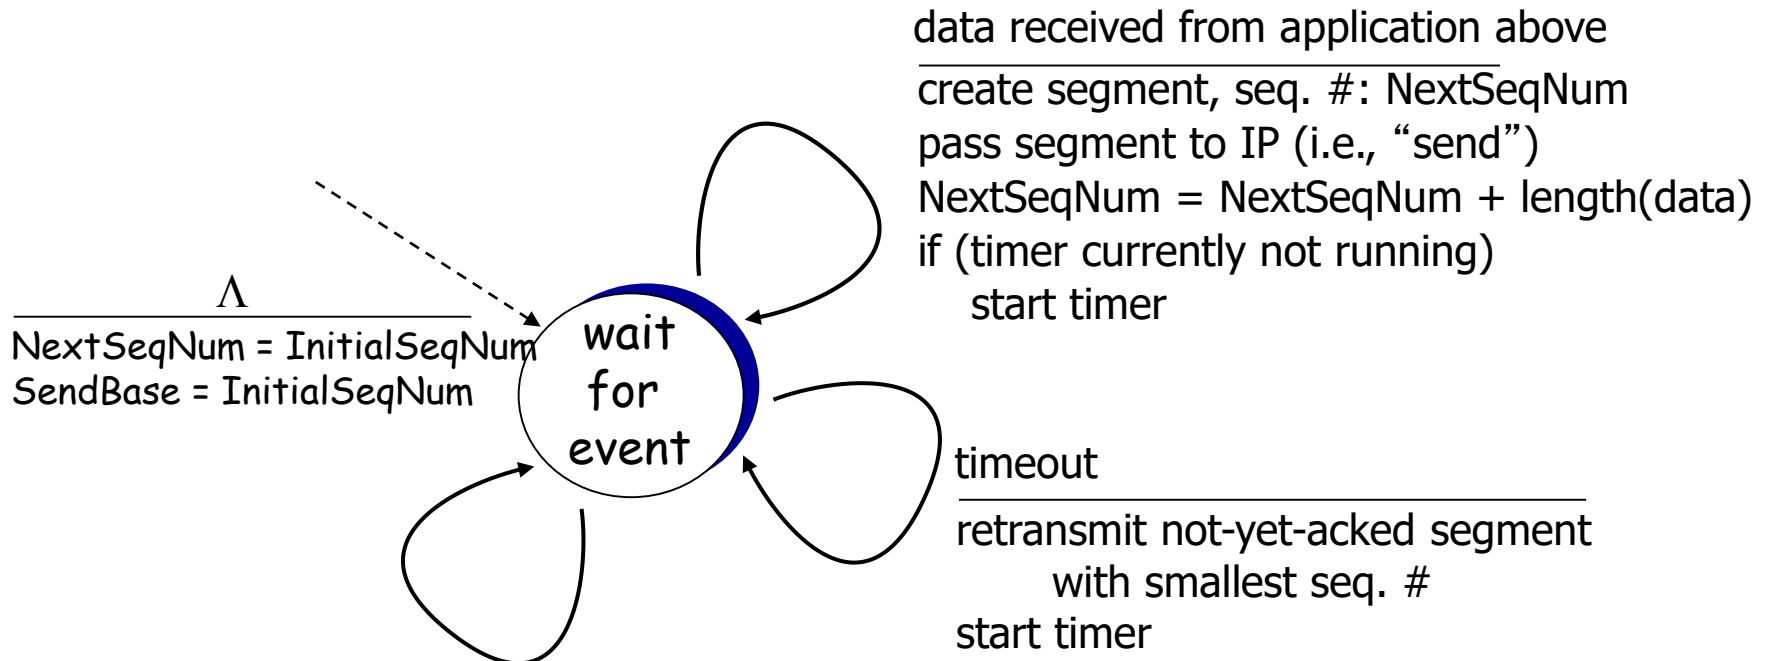 data received from application above
create segment, seq. #: NextSeqNum
pass segment to IP (i.e., “send”)
NextSeqNum = NextSeqNum + length(data)
if (timer currently not running)
start timer
Λ
NextSeqNum = InitialSeqNum
SendBase = InitialSeqNum
wait
for
event
timeout
retransmit not-yet-acked segment
with smallest seq. #
start timer